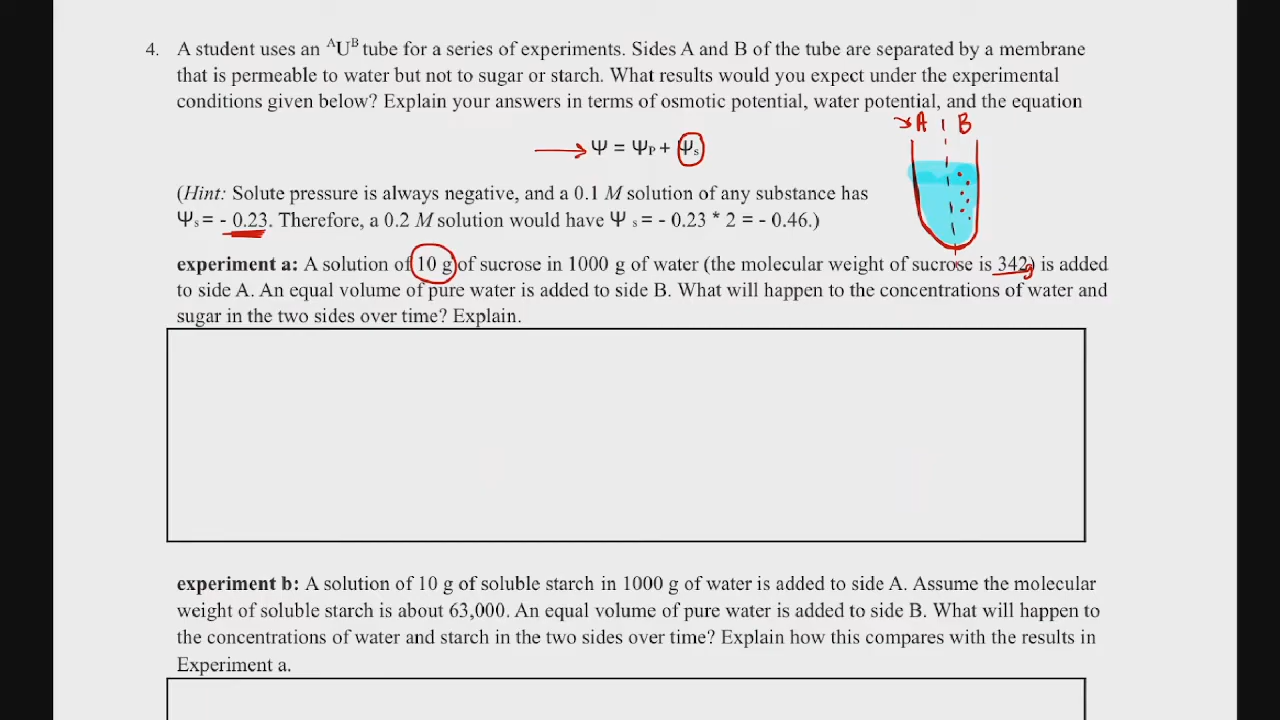 4. A student uses an ᴬUᴮ tube for a series of experiments. Sides A and B of the tube are separated by a membrane
that is permeable to water but not to sugar or starch. What results would you expect under the experimental
conditions given below? Explain your answers in terms of osmotic potential, water potential, and the equation
A B
Ψ = Ψₚ + Ψₛ
(Hint: Solute pressure is always negative, and a 0.1 M solution of any substance has
Ψₛ = - 0.23. Therefore, a 0.2 M solution would have Ψ ₛ = - 0.23 * 2 = - 0.46.)
experiment a: A solution of 10 g of sucrose in 1000 g of water (the molecular weight of sucrose is 342g) is added
to side A. An equal volume of pure water is added to side B. What will happen to the concentrations of water and
sugar in the two sides over time? Explain.
experiment b: A solution of 10 g of soluble starch in 1000 g of water is added to side A. Assume the molecular
weight of soluble starch is about 63,000. An equal volume of pure water is added to side B. What will happen to
the concentrations of water and starch in the two sides over time? Explain how this compares with the results in
Experiment a.